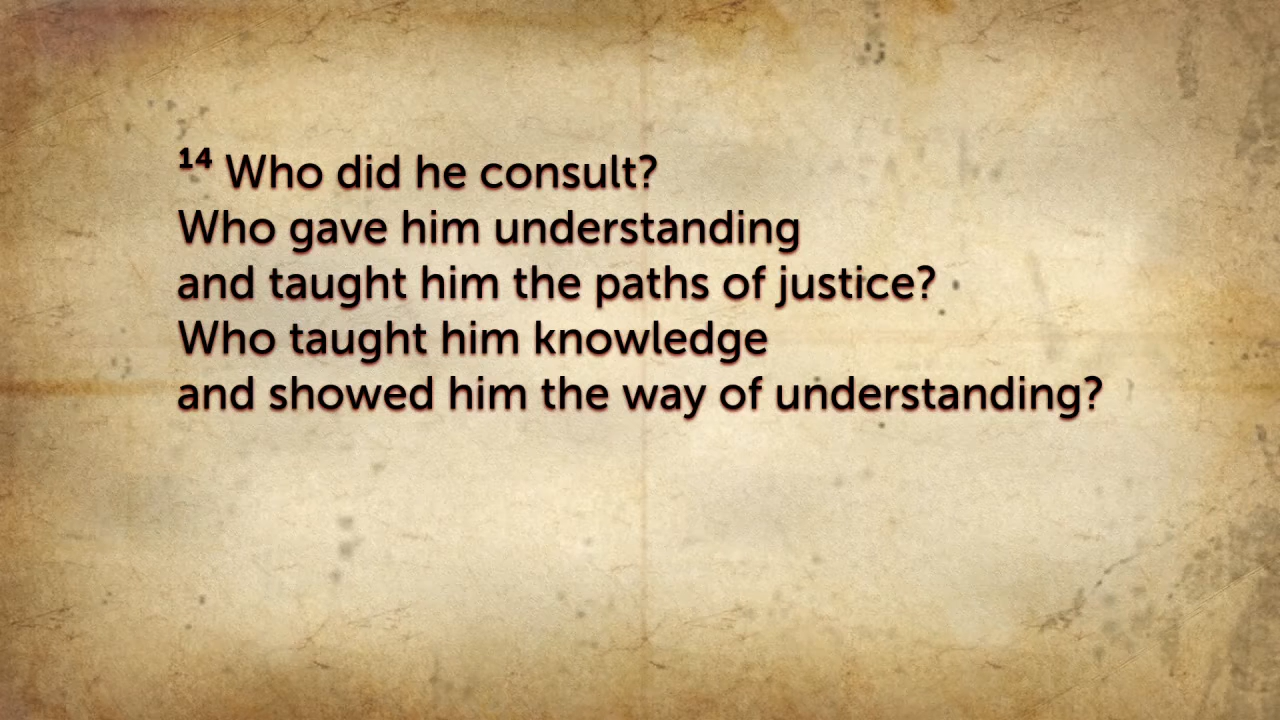 14 Who did he consult?
Who gave him understanding
and taught him the paths of justice?
Who taught him knowledge
and showed him the way of understanding?